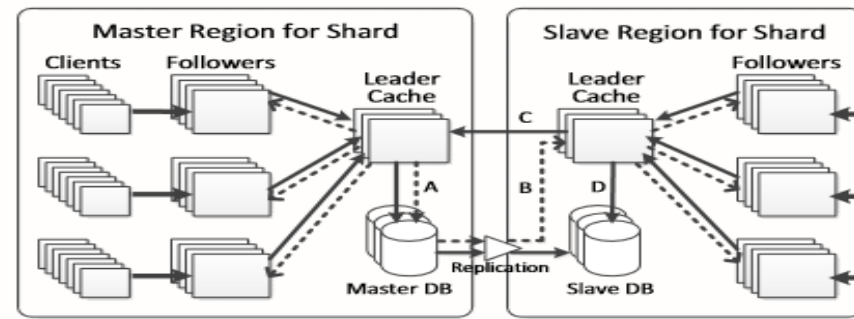 Master Region for Shard
Slave Region for Shard
Clients
Followers
Leader
Cache
Leader
Cache
Followers
C
A
B
D
Replication
Master DB
Slave DB